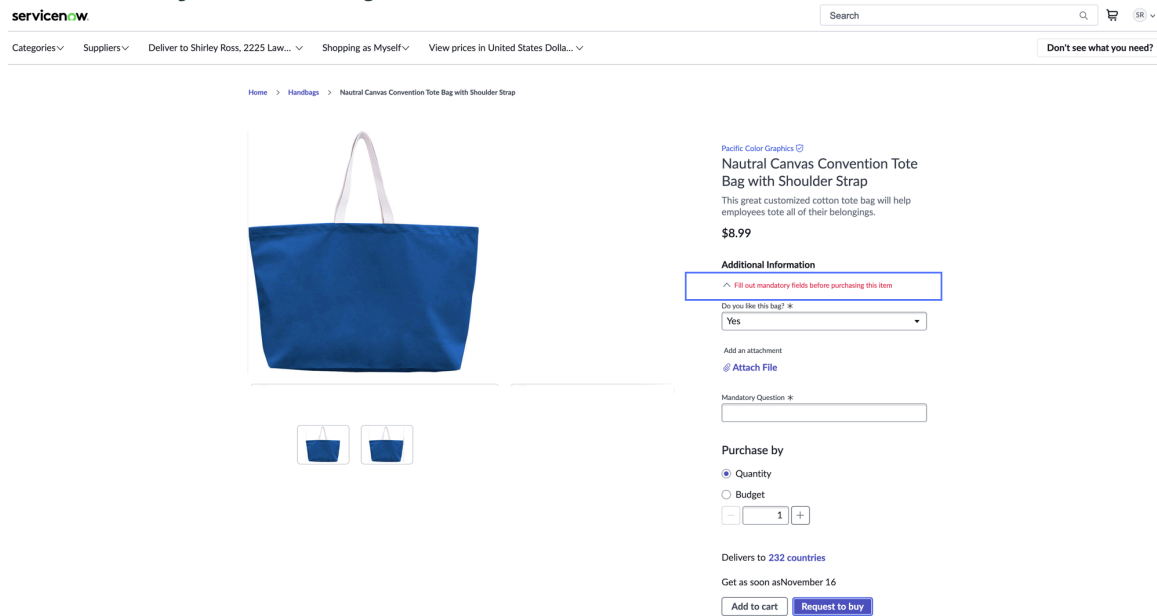 servicenow.
Search
SR
Categories
Suppliers
Deliver to Shirley Ross, 2225 Law...
Shopping as Myself
View prices in United States Dolla...
Don't see what you need?
Home > Handbags > Nautral Canvas Convention Tote Bag with Shoulder Strap
Pacific Color Graphics
Nautral Canvas Convention Tote
Bag with Shoulder Strap
This great customized cotton tote bag will help
employees tote all of their belongings.
$8.99
Additional Information
Fill out mandatory fields before purchasing this item
Do you like this bag? *
Yes
Add an attachment
Attach File
Mandatory Question *
Purchase by
Quantity
Budget
− 1 +
Delivers to 232 countries
Get as soon asNovember 16
Add to cart
Request to buy